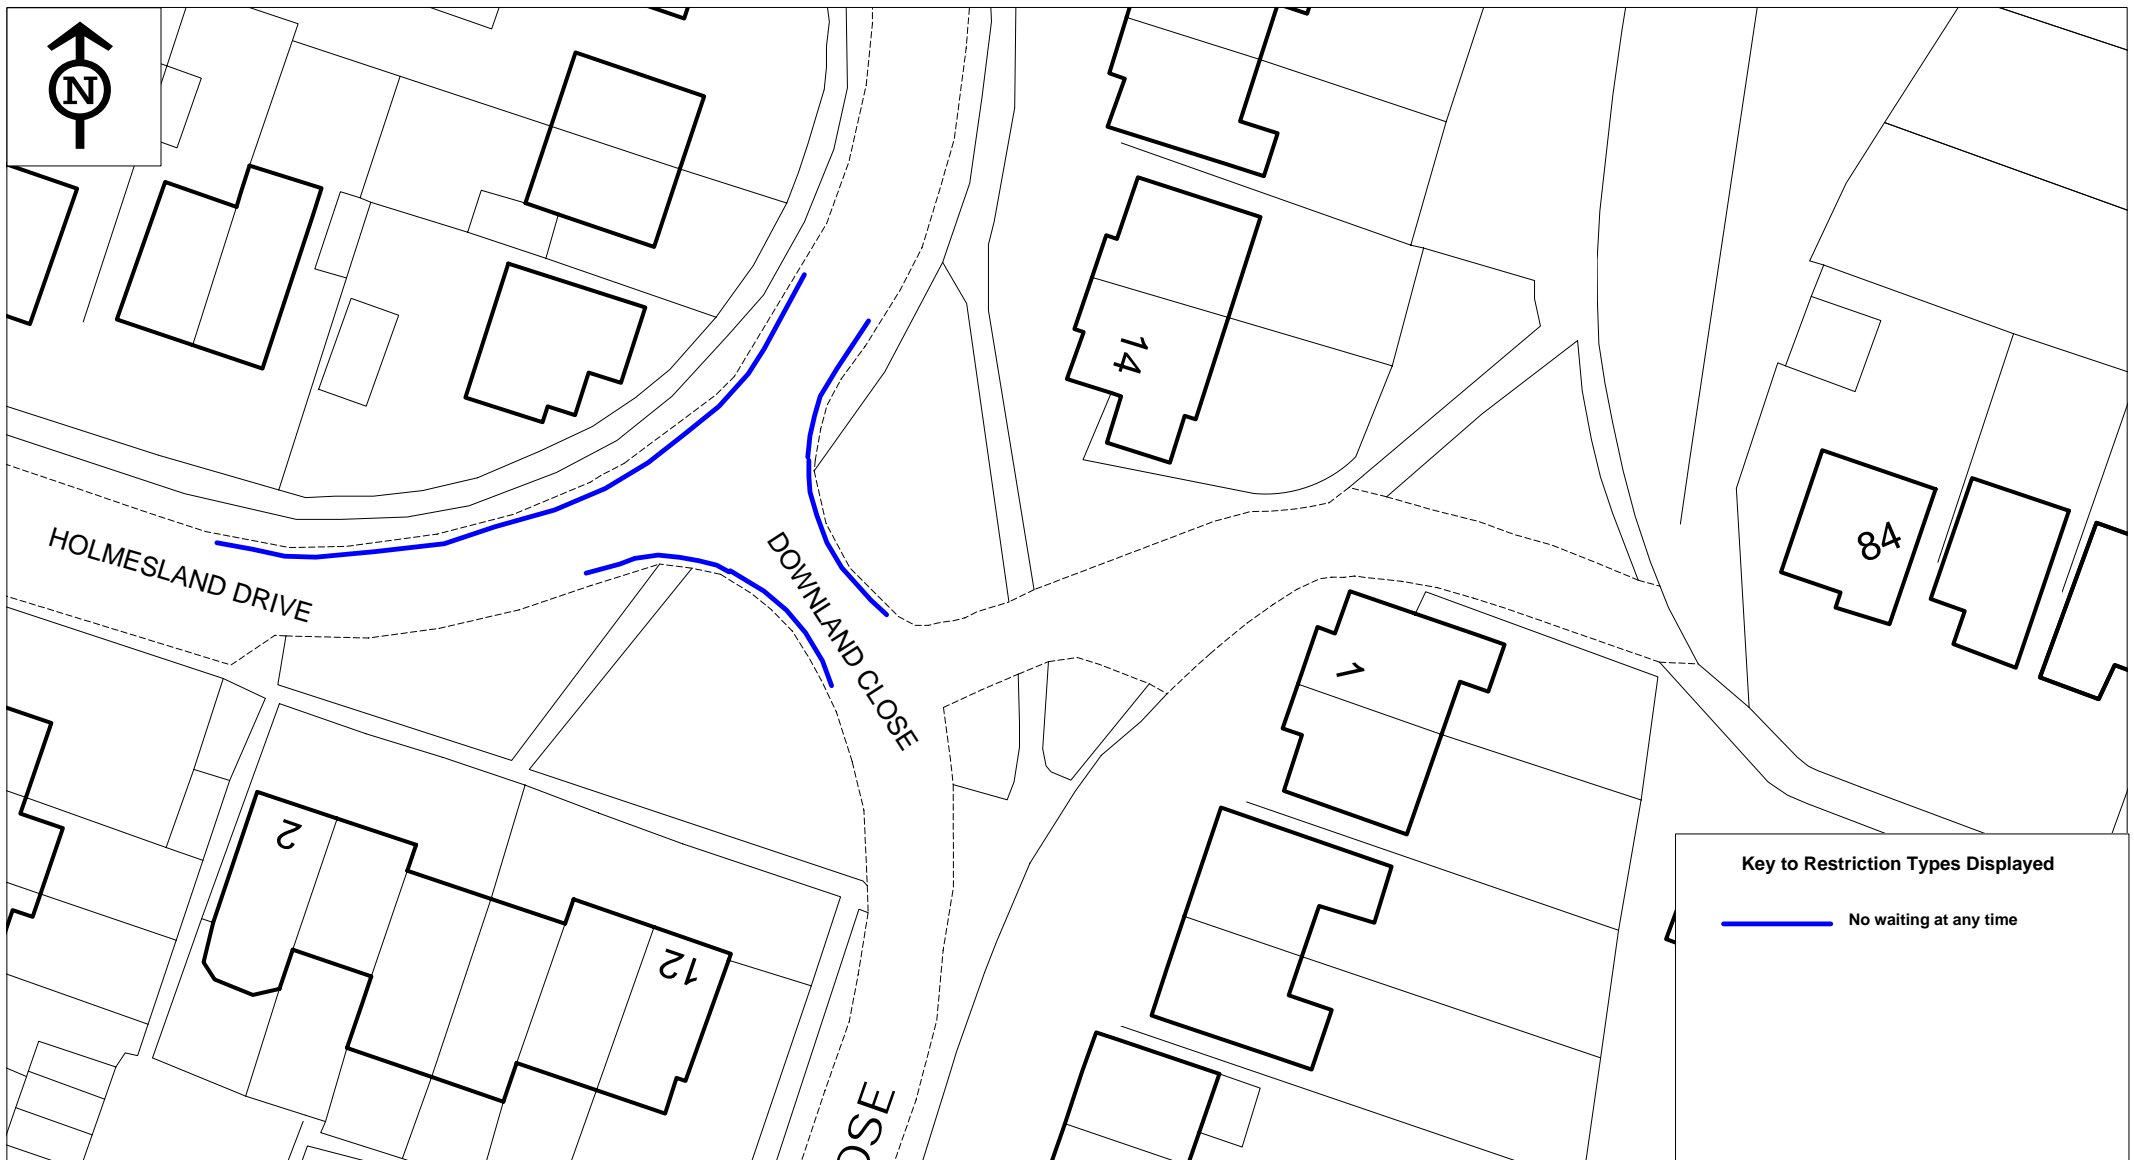 N
14
HOLMESLAND DRIVE
DOWNLAND CLOSE
84
1
2
12
OSE
Key to Restriction Types Displayed
No waiting at any time